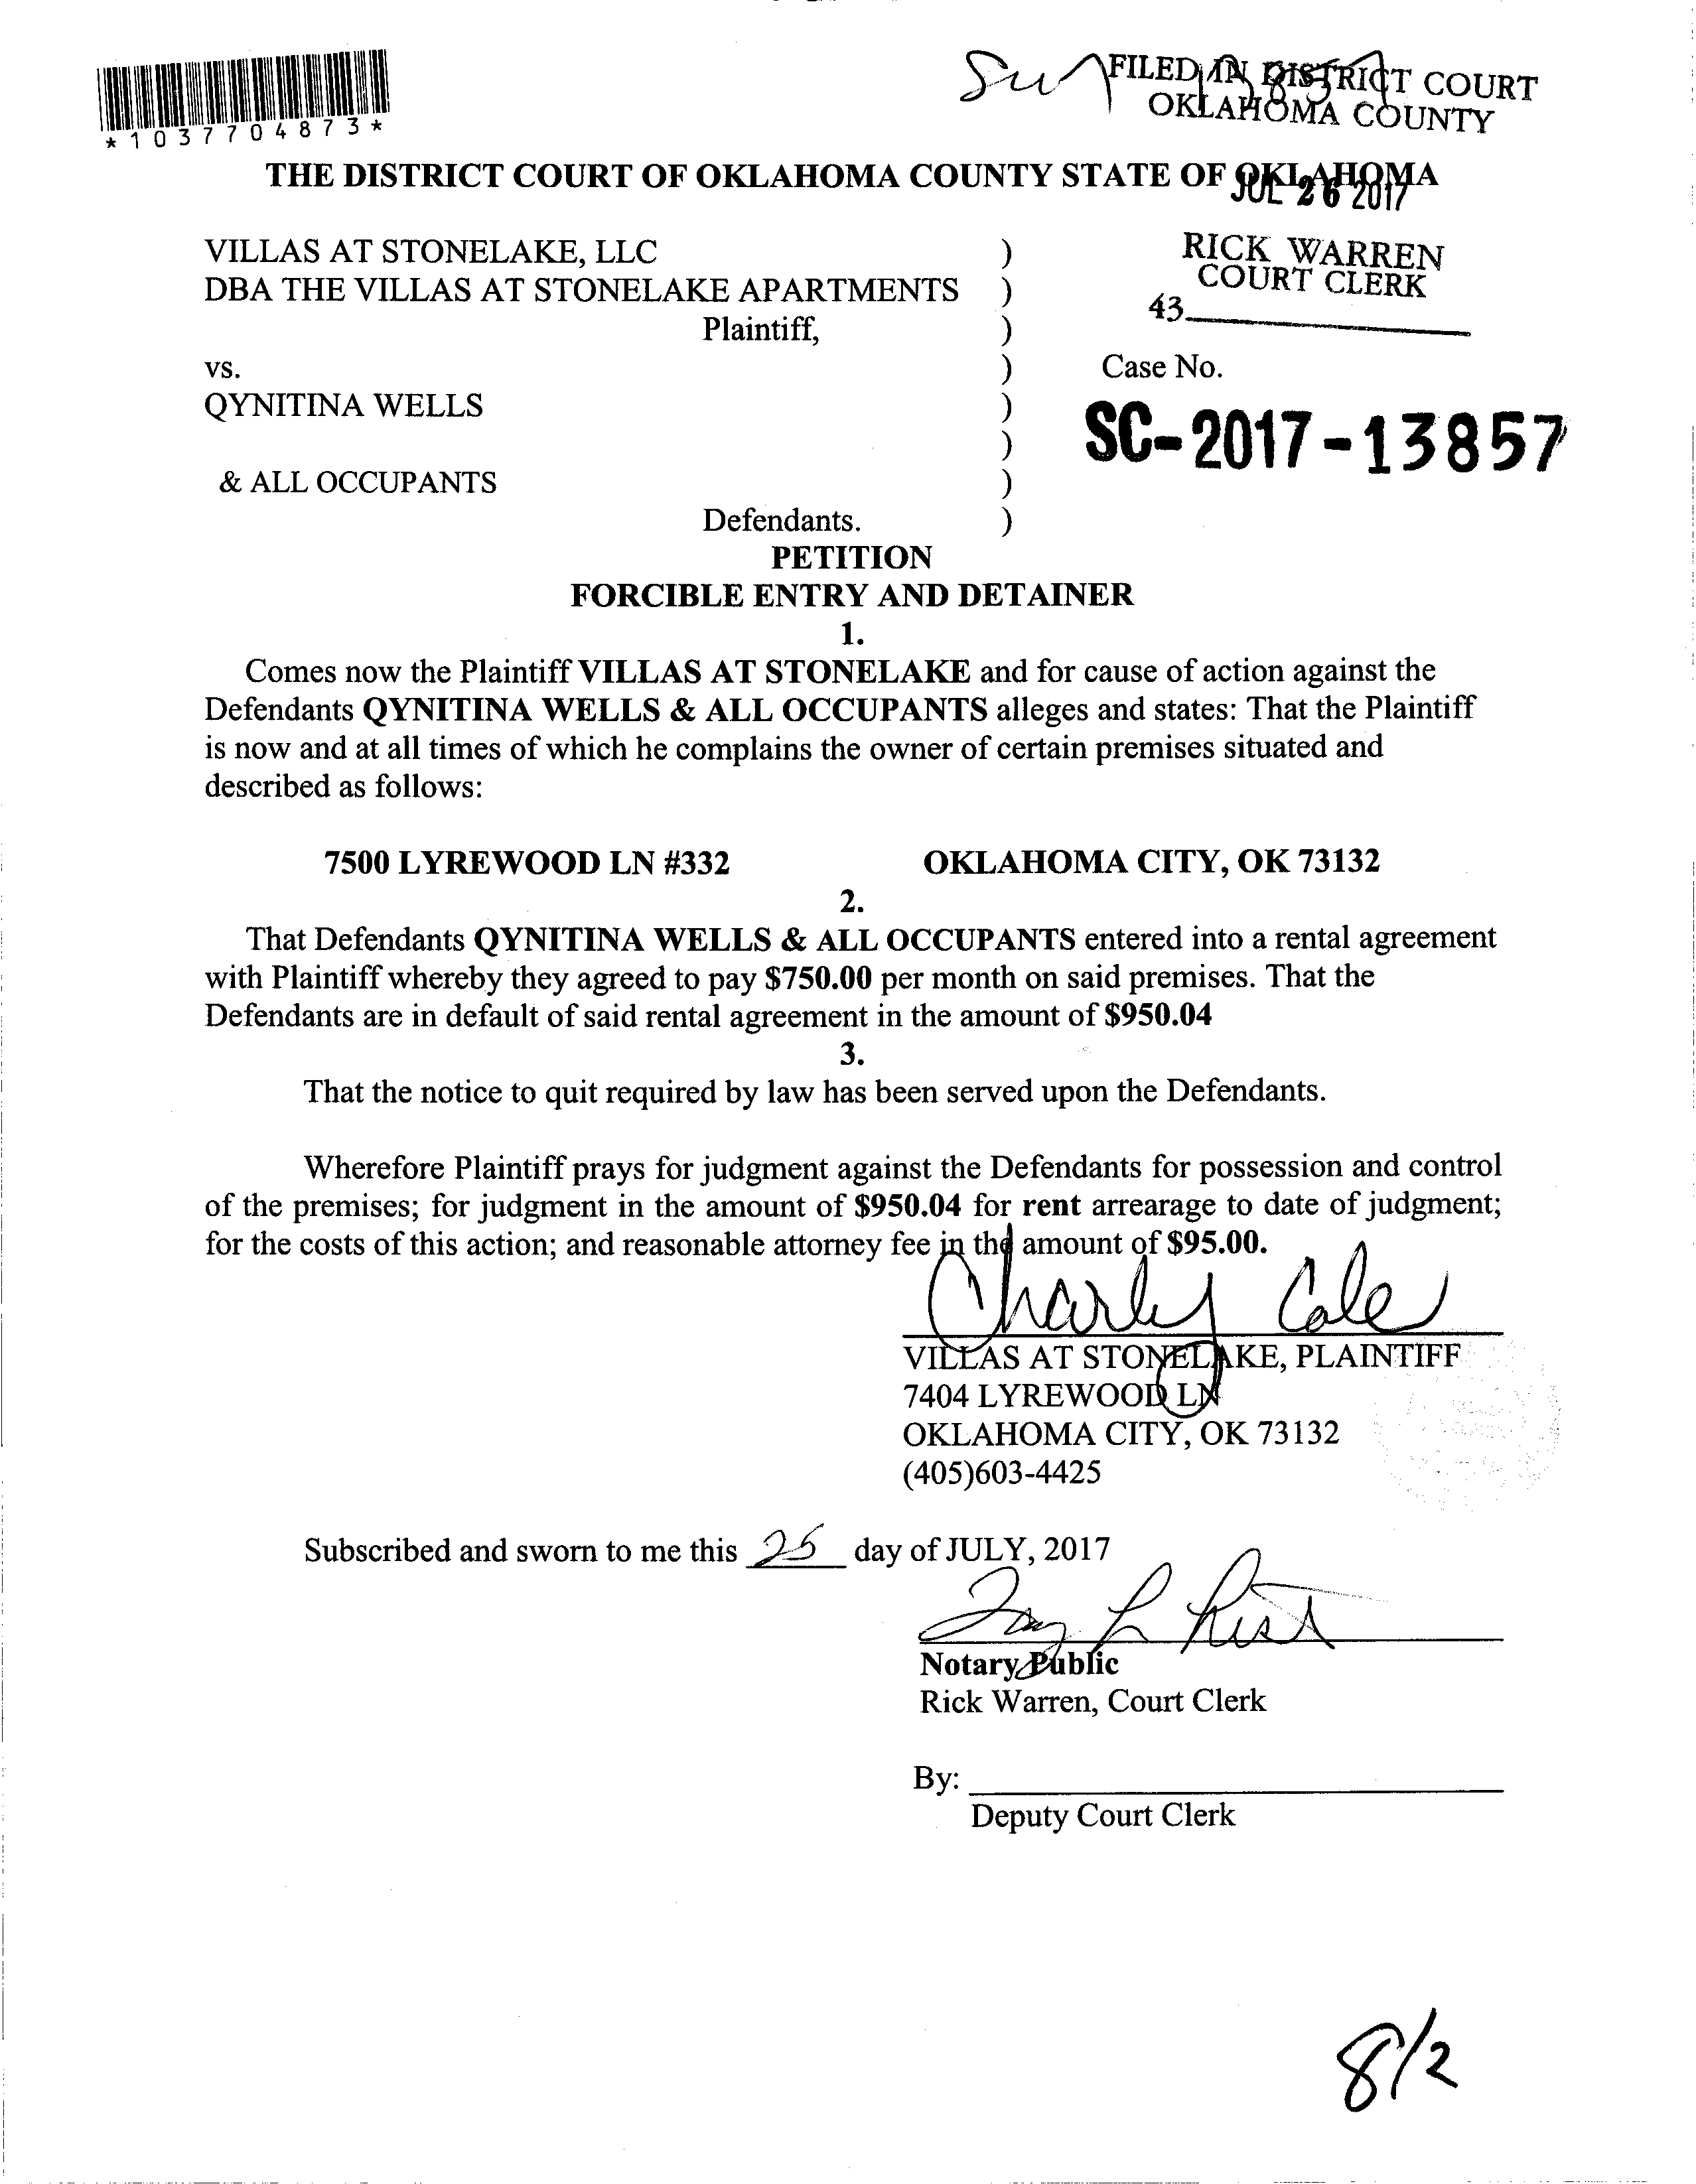 *1037704873*
FILED IN DISTRICT COURT
OKLAHOMA COUNTY
THE DISTRICT COURT OF OKLAHOMA COUNTY STATE OF OKLAHOMA
JUL 26 2017
VILLAS AT STONELAKE, LLC )
RICK WARREN
COURT CLERK
DBA THE VILLAS AT STONELAKE APARTMENTS )
43
Plaintiff, )
vs. ) Case No.
QYNITINA WELLS )
) SC-2017-13857
& ALL OCCUPANTS )
Defendants. )
PETITION
FORCIBLE ENTRY AND DETAINER
1.
Comes now the Plaintiff VILLAS AT STONELAKE and for cause of action against the
Defendants QYNITINA WELLS & ALL OCCUPANTS alleges and states: That the Plaintiff
is now and at all times of which he complains the owner of certain premises situated and
described as follows:
7500 LYREWOOD LN #332 OKLAHOMA CITY, OK 73132
2.
That Defendants QYNITINA WELLS & ALL OCCUPANTS entered into a rental agreement
with Plaintiff whereby they agreed to pay $750.00 per month on said premises. That the
Defendants are in default of said rental agreement in the amount of $950.04
3.
That the notice to quit required by law has been served upon the Defendants.
Wherefore Plaintiff prays for judgment against the Defendants for possession and control
of the premises; for judgment in the amount of $950.04 for rent arrearage to date of judgment;
for the costs of this action; and reasonable attorney fee in the amount of $95.00.
Charley Cole
VILLAS AT STONELAKE, PLAINTIFF
7404 LYREWOOD LN
OKLAHOMA CITY, OK 73132
(405)603-4425
Subscribed and sworn to me this 25 day of JULY, 2017
Notary Public
Rick Warren, Court Clerk
By:
Deputy Court Clerk
8/2